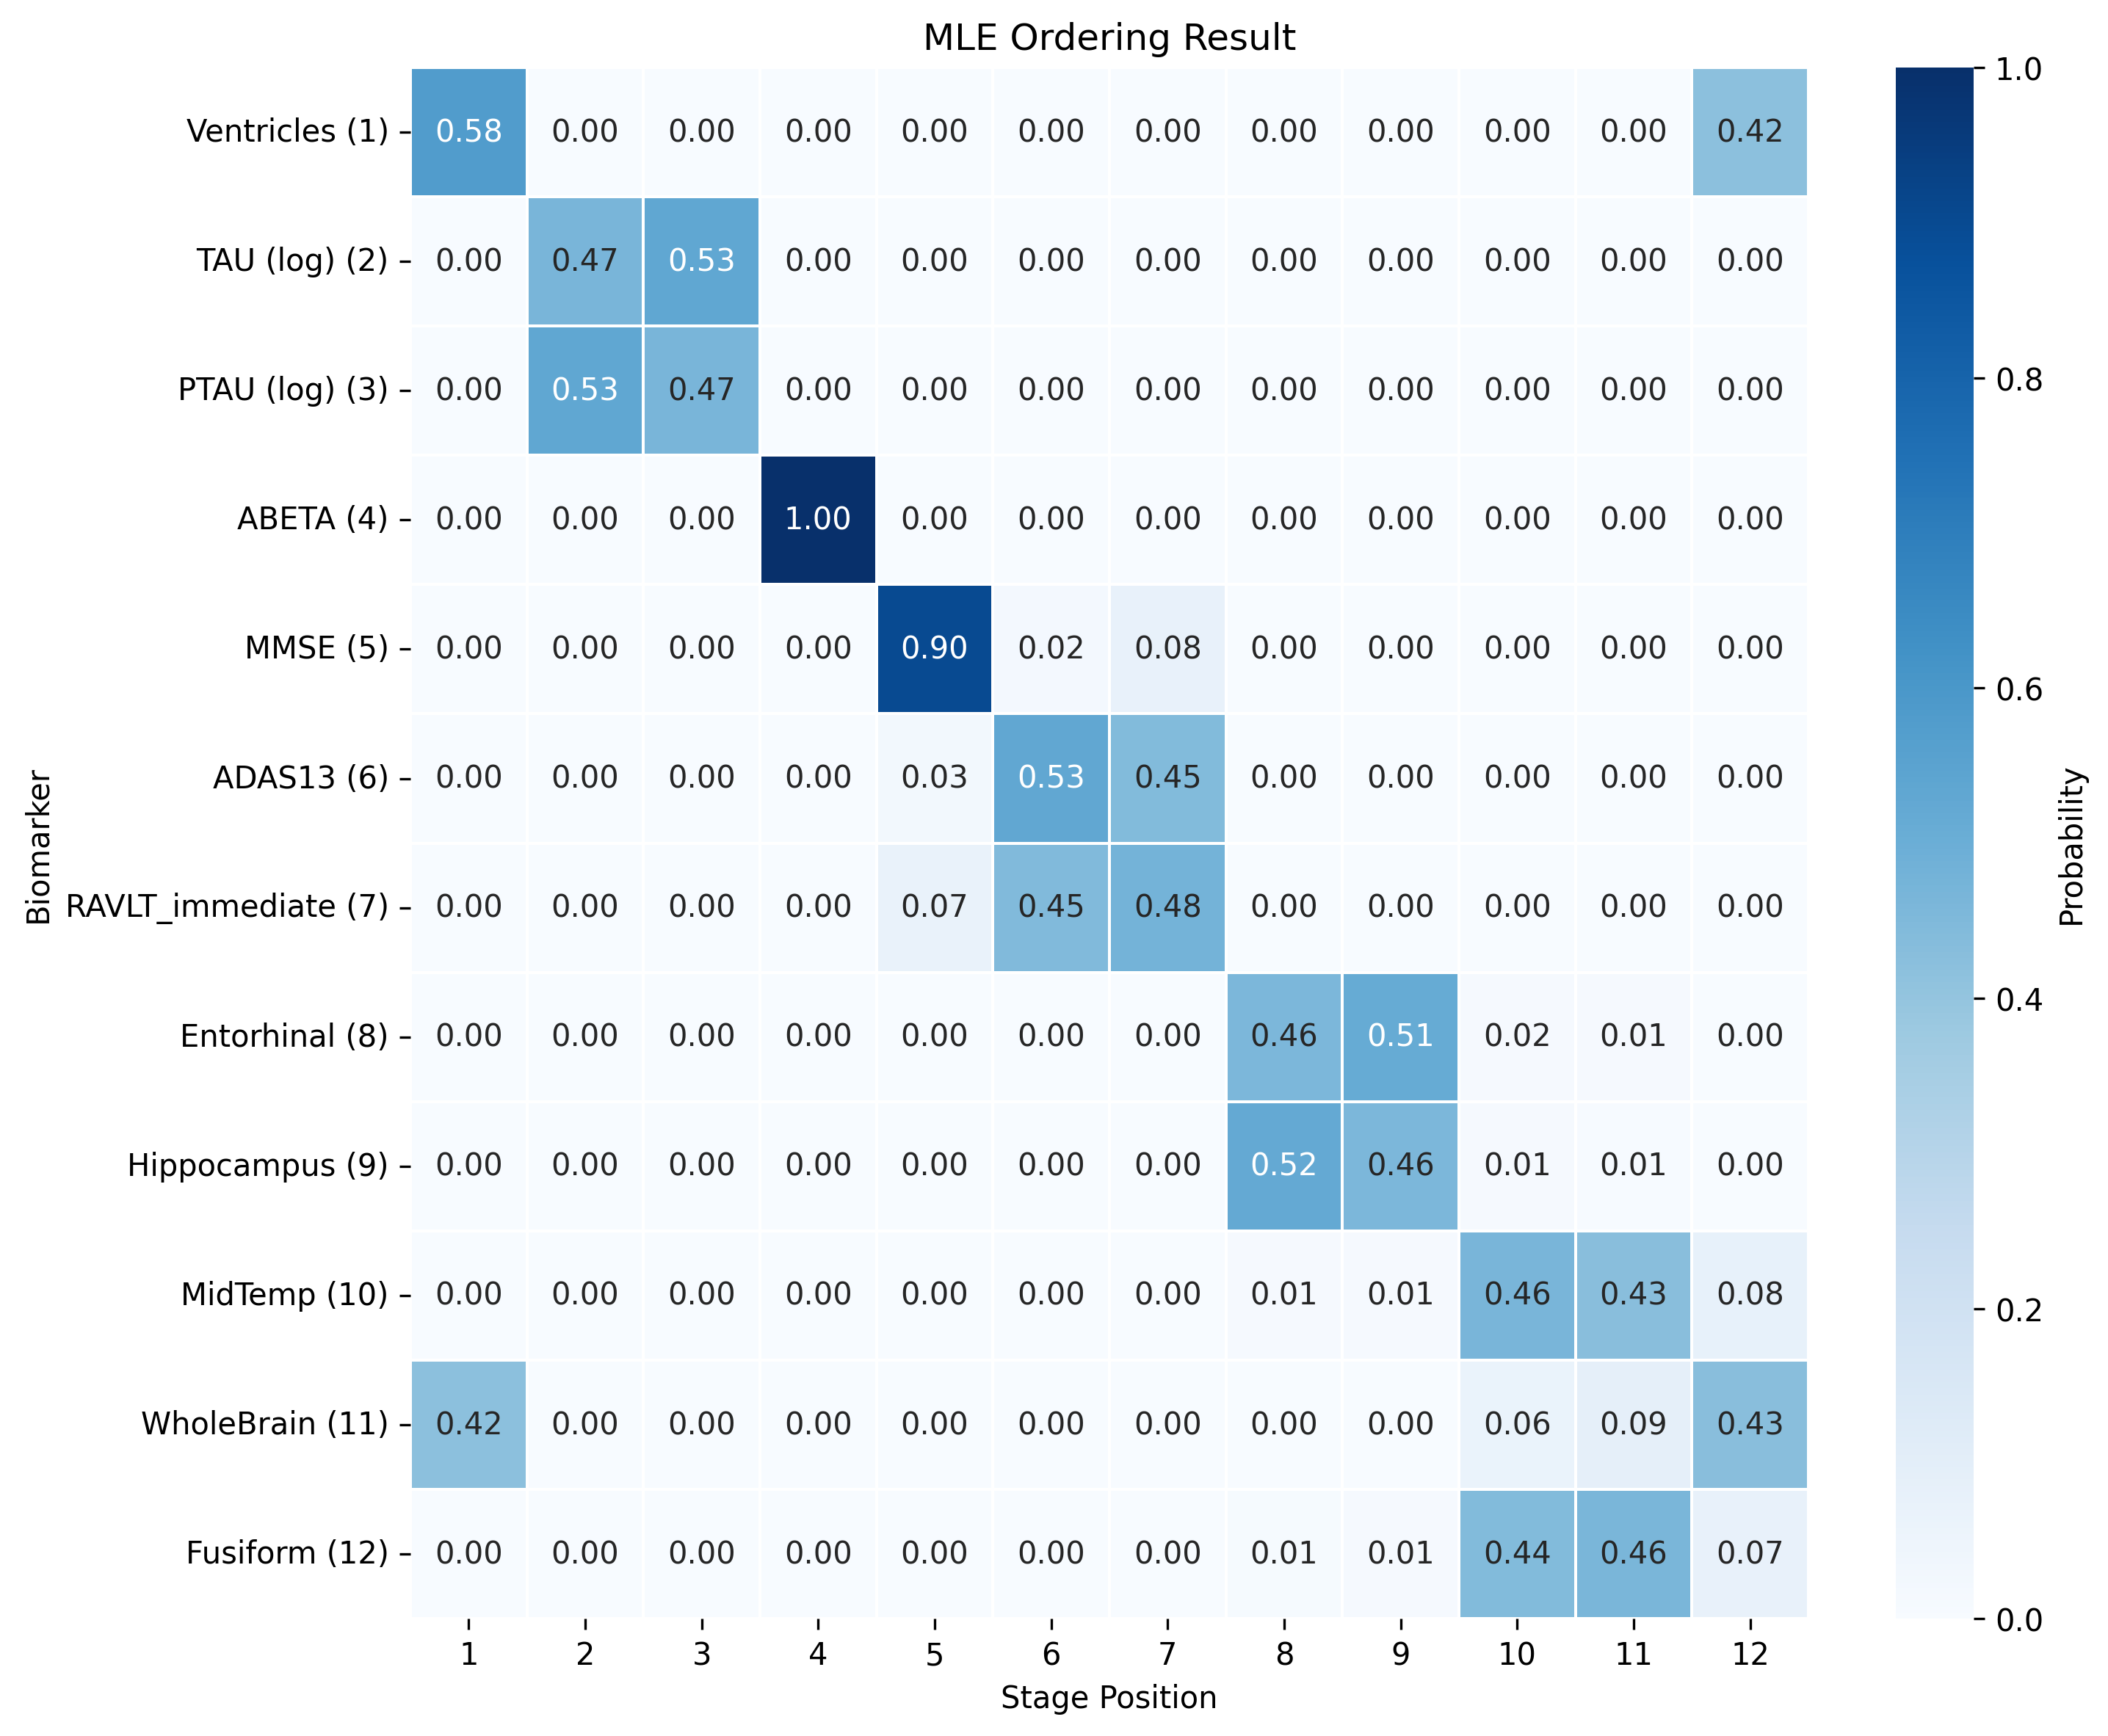 MLE Ordering Result
Ventricles (1) 0.58 0.00 0.00 0.00 0.00 0.00 0.00 0.00 0.00 0.00 0.00 0.42
TAU (log) (2) 0.00 0.47 0.53 0.00 0.00 0.00 0.00 0.00 0.00 0.00 0.00 0.00
PTAU (log) (3) 0.00 0.53 0.47 0.00 0.00 0.00 0.00 0.00 0.00 0.00 0.00 0.00
ABETA (4) 0.00 0.00 0.00 1.00 0.00 0.00 0.00 0.00 0.00 0.00 0.00 0.00
MMSE (5) 0.00 0.00 0.00 0.00 0.90 0.02 0.08 0.00 0.00 0.00 0.00 0.00
ADAS13 (6) 0.00 0.00 0.00 0.00 0.03 0.53 0.45 0.00 0.00 0.00 0.00 0.00
RAVLT_immediate (7) 0.00 0.00 0.00 0.00 0.07 0.45 0.48 0.00 0.00 0.00 0.00 0.00
Entorhinal (8) 0.00 0.00 0.00 0.00 0.00 0.00 0.00 0.46 0.51 0.02 0.01 0.00
Hippocampus (9) 0.00 0.00 0.00 0.00 0.00 0.00 0.00 0.52 0.46 0.01 0.01 0.00
MidTemp (10) 0.00 0.00 0.00 0.00 0.00 0.00 0.00 0.01 0.01 0.46 0.43 0.08
WholeBrain (11) 0.42 0.00 0.00 0.00 0.00 0.00 0.00 0.00 0.00 0.06 0.09 0.43
Fusiform (12) 0.00 0.00 0.00 0.00 0.00 0.00 0.00 0.01 0.01 0.44 0.46 0.07
1 2 3 4 5 6 7 8 9 10 11 12
Stage Position
Biomarker
1.0
0.8
0.6
0.4
0.2
0.0
Probability